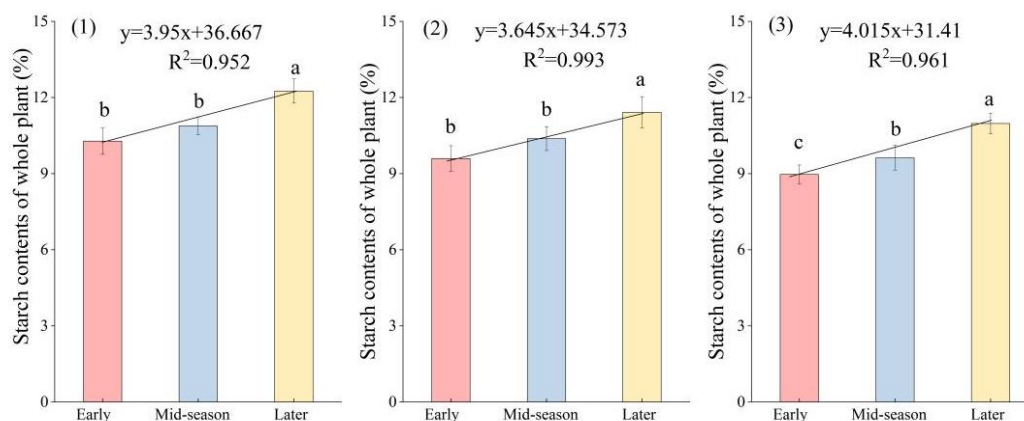 Starch contents of whole plant (%)
15
12
9
6
3
0
(1)
y=3.95x+36.667
R²=0.952
b
b
a
Early
Mid-season
Later
Starch contents of whole plant (%)
15
12
9
6
3
0
(2)
y=3.645x+34.573
R²=0.993
b
b
a
Early
Mid-season
Later
Starch contents of whole plant (%)
15
12
9
6
3
0
(3)
y=4.015x+31.41
R²=0.961
c
b
a
Early
Mid-season
Later